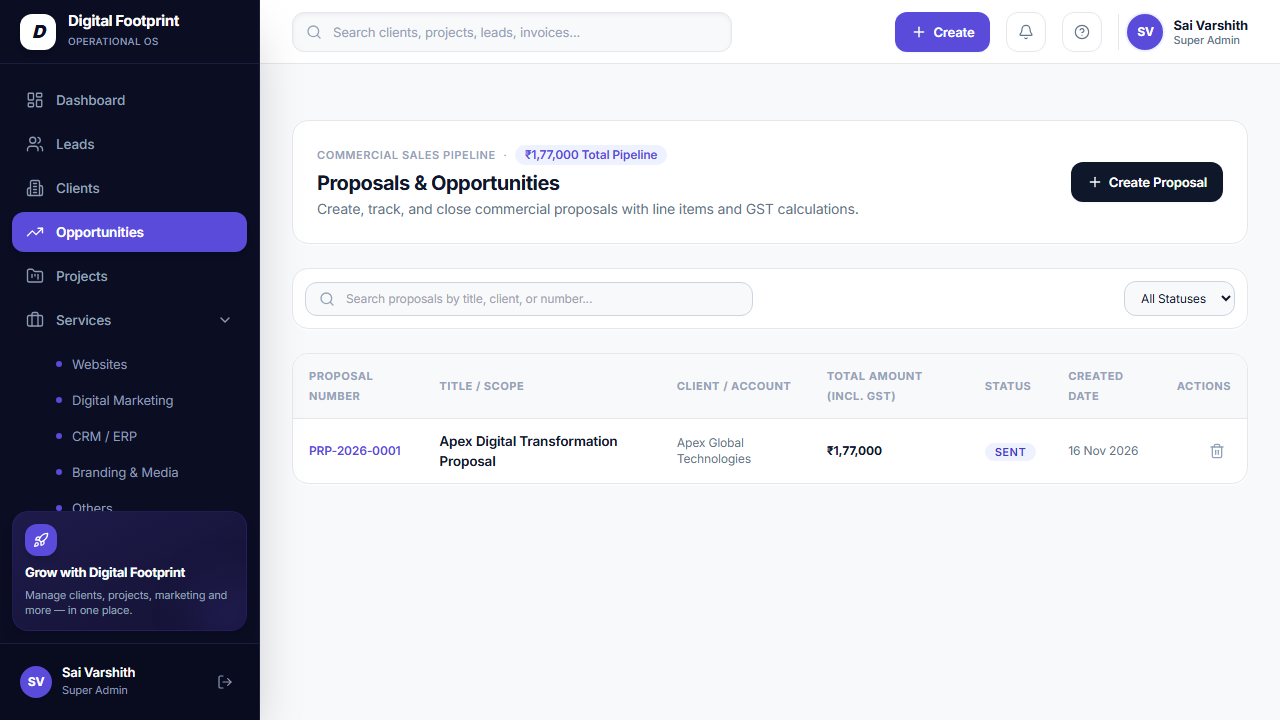 D
Digital Footprint
OPERATIONAL OS
Search clients, projects, leads, invoices...
Create
SV
Sai Varshith
Super Admin
Dashboard
Leads
Clients
Opportunities
Projects
Services
Websites
Digital Marketing
CRM / ERP
Branding & Media
Others
Grow with Digital Footprint
Manage clients, projects, marketing and
more — in one place.
SV
Sai Varshith
Super Admin
COMMERCIAL SALES PIPELINE · ₹1,77,000 Total Pipeline
Proposals & Opportunities
Create, track, and close commercial proposals with line items and GST calculations.
Create Proposal
Search proposals by title, client, or number...
All Statuses
PROPOSAL
NUMBER
TITLE / SCOPE
CLIENT / ACCOUNT
TOTAL AMOUNT
(INCL. GST)
STATUS
CREATED
DATE
ACTIONS
PRP-2026-0001
Apex Digital Transformation
Proposal
Apex Global
Technologies
₹1,77,000
SENT
16 Nov 2026